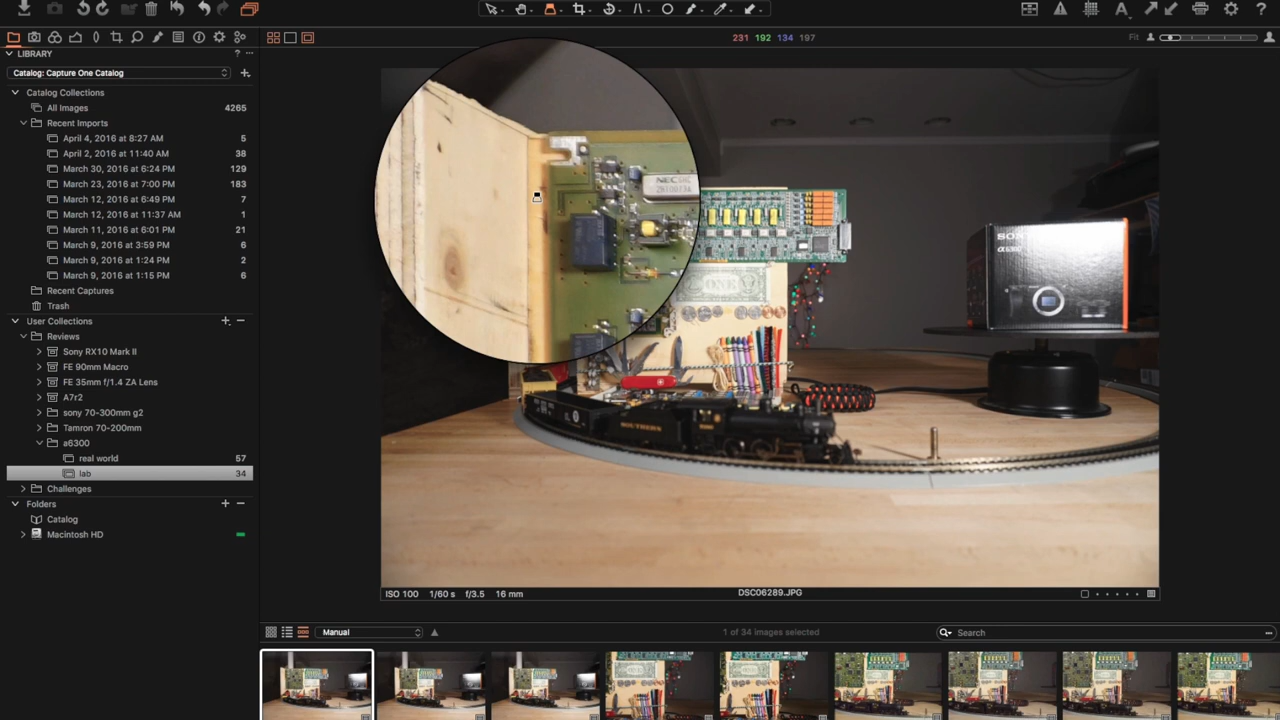 231 192 134 197
Fit
LIBRARY
? ...
Catalog: Capture One Catalog
Catalog Collections
All Images 4265
Recent Imports
April 4, 2016 at 8:27 AM 5
April 2, 2016 at 11:40 AM 38
March 30, 2016 at 6:24 PM 129
March 23, 2016 at 7:00 PM 183
March 12, 2016 at 6:49 PM 7
March 12, 2016 at 11:37 AM 1
March 11, 2016 at 6:01 PM 21
March 9, 2016 at 3:59 PM 6
March 9, 2016 at 1:24 PM 2
March 9, 2016 at 1:15 PM 6
Recent Captures
Trash
User Collections
Reviews
Sony RX10 Mark II
FE 90mm Macro
FE 35mm f/1.4 ZA Lens
A7r2
sony 70-300mm g2
Tamron 70-200mm
a6300
real world 57
lab 34
Challenges
Folders
Catalog
Macintosh HD
NEC
SONY
α6300
ONE
SOUTHERN
ISO 100 1/60 s f/3.5 16 mm
DSC06289.JPG
Manual
1 of 34 images selected
Search